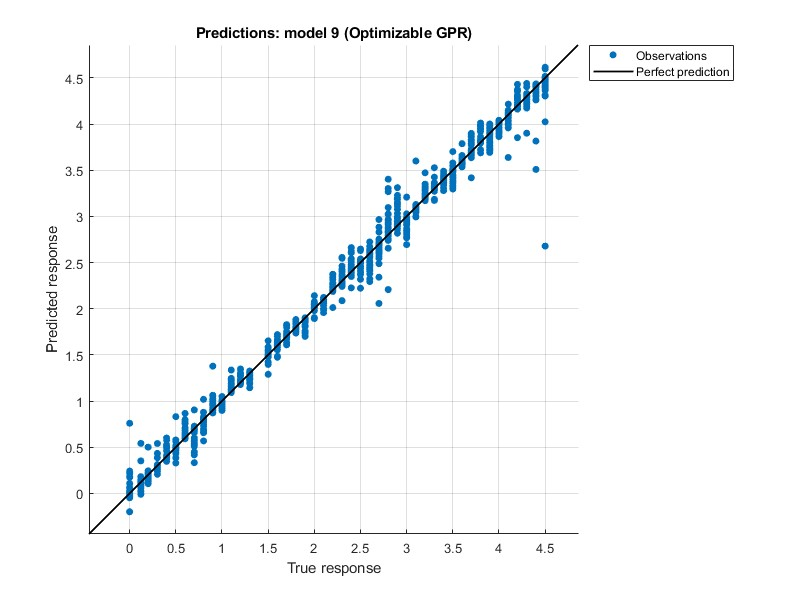 Predictions: model 9 (Optimizable GPR)
Observations
Perfect prediction
4.5
4
3.5
3
2.5
2
1.5
1
0.5
0
Predicted response
0 0.5 1 1.5 2 2.5 3 3.5 4 4.5
True response